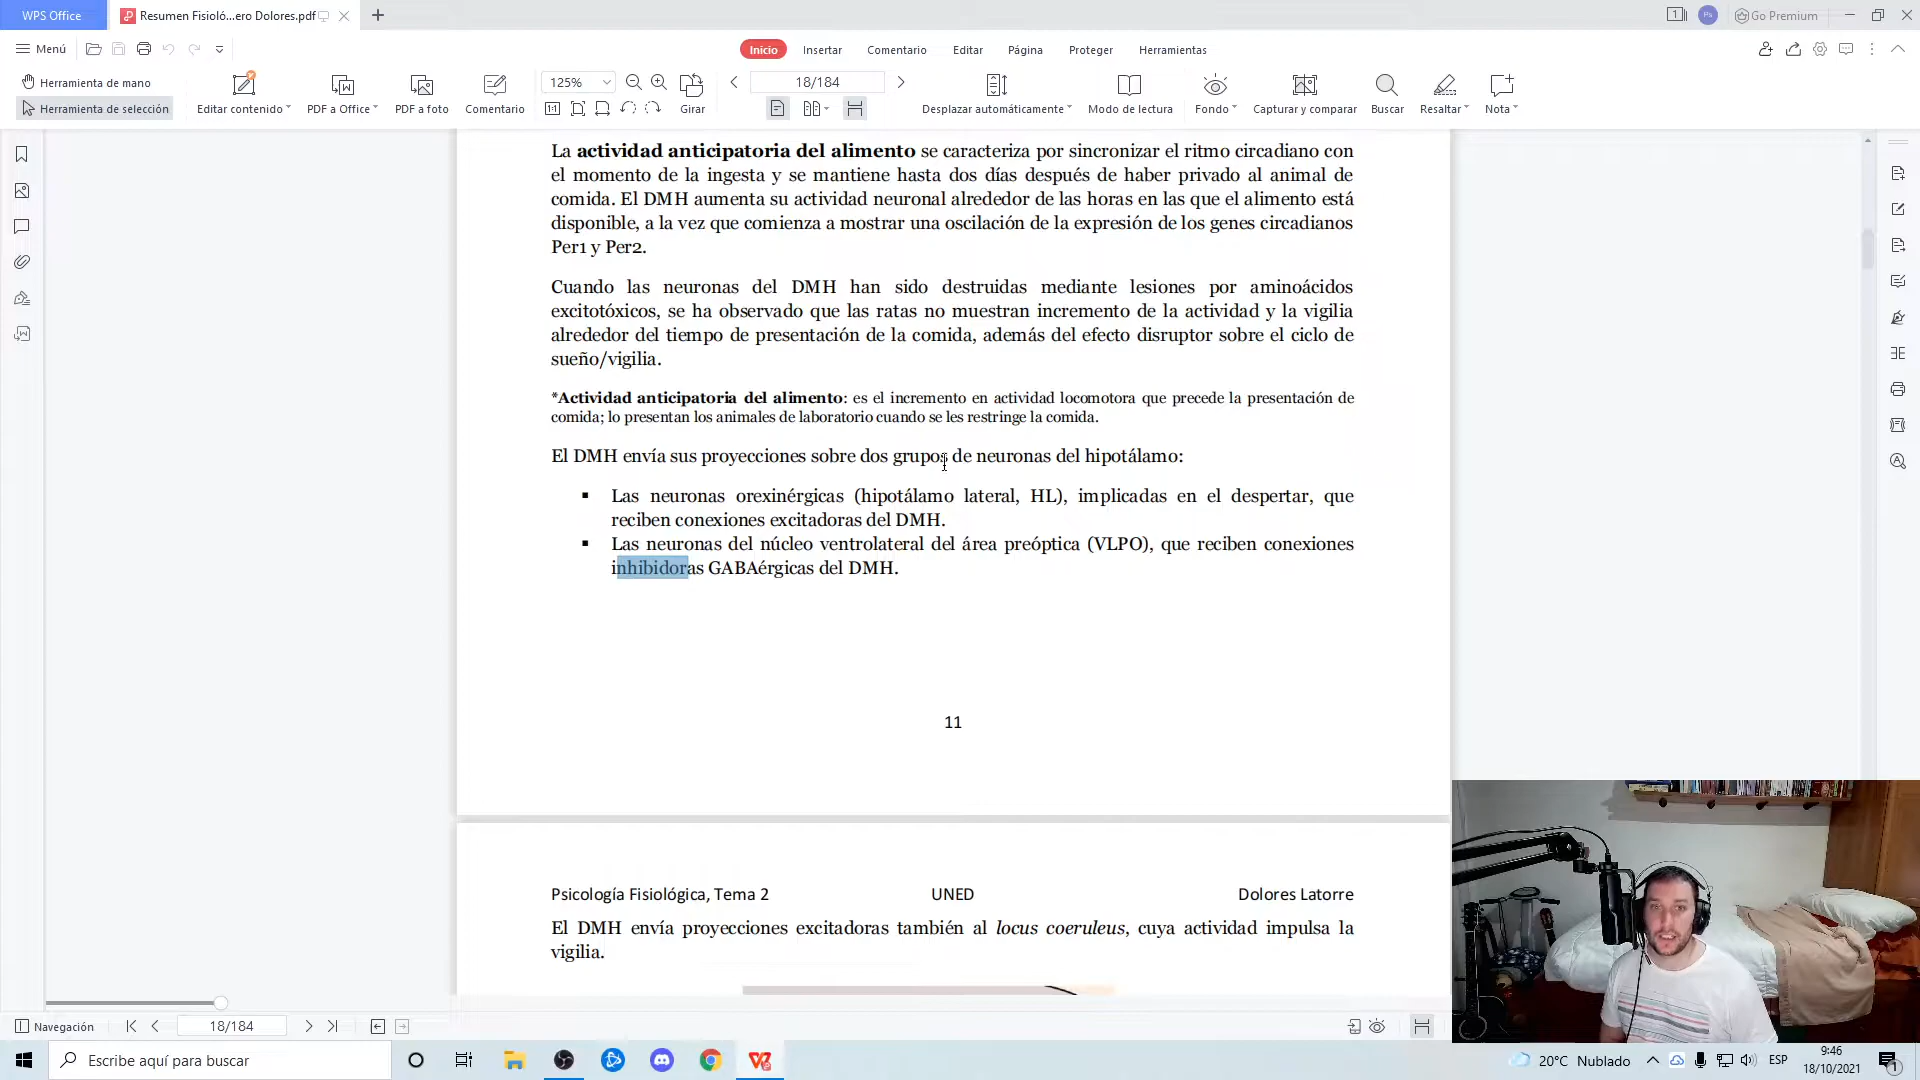 WPS Office
Resumen Fisioló...ero Dolores.pdf
Go Premium
Menú
Inicio Insertar Comentario Editar Página Proteger Herramientas
Herramienta de mano
Herramienta de selección
Editar contenido
PDF a Office
PDF a foto
Comentario
125%
Girar
18/184
Desplazar automáticamente
Modo de lectura
Fondo
Capturar y comparar
Buscar
Resaltar
Nota
La actividad anticipatoria del alimento se caracteriza por sincronizar el ritmo circadiano con
el momento de la ingesta y se mantiene hasta dos días después de haber privado al animal de
comida. El DMH aumenta su actividad neuronal alrededor de las horas en las que el alimento está
disponible, a la vez que comienza a mostrar una oscilación de la expresión de los genes circadianos
Per1 y Per2.
Cuando las neuronas del DMH han sido destruidas mediante lesiones por aminoácidos
excitotóxicos, se ha observado que las ratas no muestran incremento de la actividad y la vigilia
alrededor del tiempo de presentación de la comida, además del efecto disruptor sobre el ciclo de
sueño/vigilia.
*Actividad anticipatoria del alimento: es el incremento en actividad locomotora que precede la presentación de
comida; lo presentan los animales de laboratorio cuando se les restringe la comida.
El DMH envía sus proyecciones sobre dos grupos de neuronas del hipotálamo:
▪ Las neuronas orexinérgicas (hipotálamo lateral, HL), implicadas en el despertar, que
reciben conexiones excitadoras del DMH.
▪ Las neuronas del núcleo ventrolateral del área preóptica (VLPO), que reciben conexiones
inhibidoras GABAérgicas del DMH.
11
Psicología Fisiológica, Tema 2 UNED Dolores Latorre
El DMH envía proyecciones excitadoras también al locus coeruleus, cuya actividad impulsa la
vigilia.
Navegación
18/184
Escribe aquí para buscar
20°C Nublado
ESP
9:46
18/10/2021